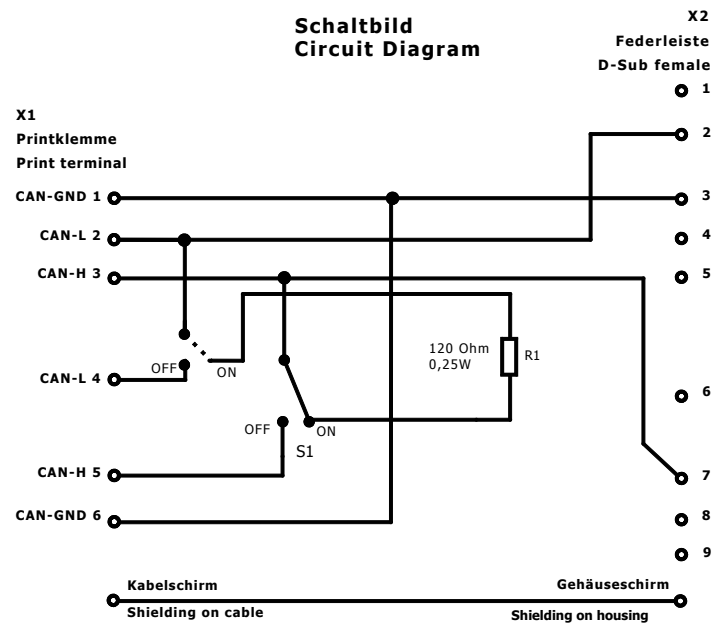 Schaltbild
Circuit Diagram
X2
Federleiste
D-Sub female
1
X1
Printklemme
Print terminal
2
CAN-GND 1
3
CAN-L 2
4
CAN-H 3
5
120 Ohm
0,25W
R1
OFF
ON
CAN-L 4
6
OFF
ON
S1
CAN-H 5
7
CAN-GND 6
8
9
Kabelschirm
Gehäuseschirm
Shielding on cable
Shielding on housing